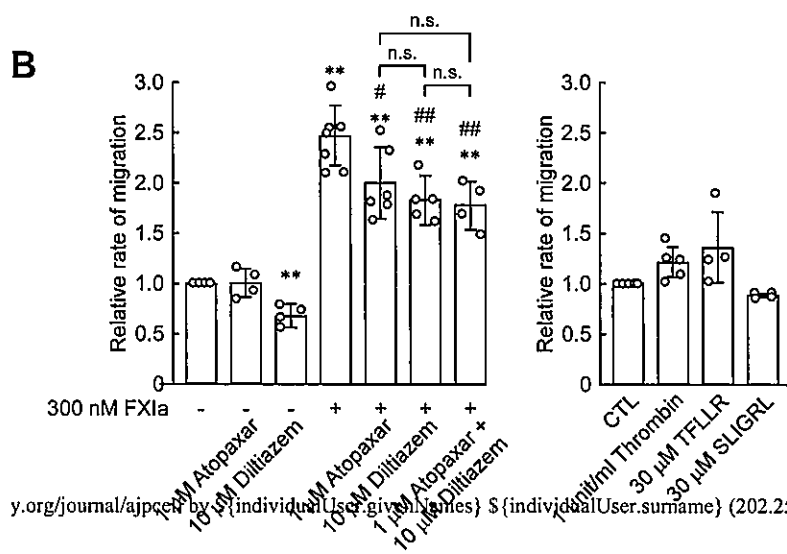 B
n.s.
n.s.
n.s.
**
#
**
##
**
##
**
**
Relative rate of migration
3.0
2.5
2.0
1.5
1.0
0.5
0
300 nM FXIa - - - + + + +
1 µM Atopaxar
10 µM Diltiazem
1 µM Atopaxar
10 µM Diltiazem
1 µM Atopaxar +
10 µM Diltiazem
Relative rate of migration
3.0
2.5
2.0
1.5
1.0
0.5
0
CTL
1 unit/ml Thrombin
30 µM TFLLR
30 µM SLIGRL
y.org/journal/ajpcell by ${individualUser.givenNames} ${individualUser.surname} (202.25